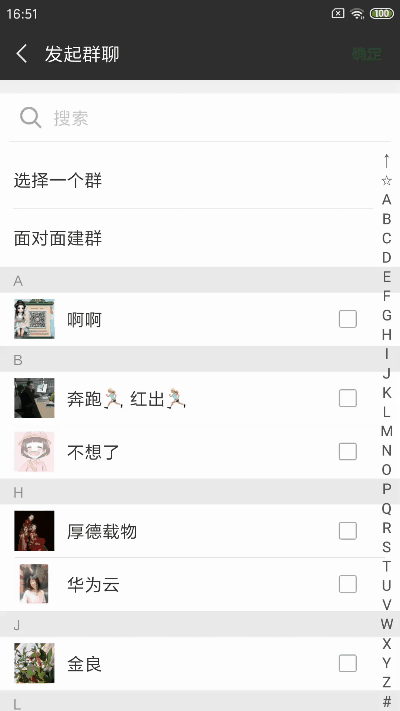 16:51
100
发起群聊
确定
搜索
选择一个群
面对面建群
A
啊啊
B
奔跑🏃 红出🏃
不想了
H
厚德载物
华为云
J
金良
L
↑
☆
A
B
C
D
E
F
G
H
I
J
K
L
M
N
O
P
Q
R
S
T
U
V
W
X
Y
Z
#